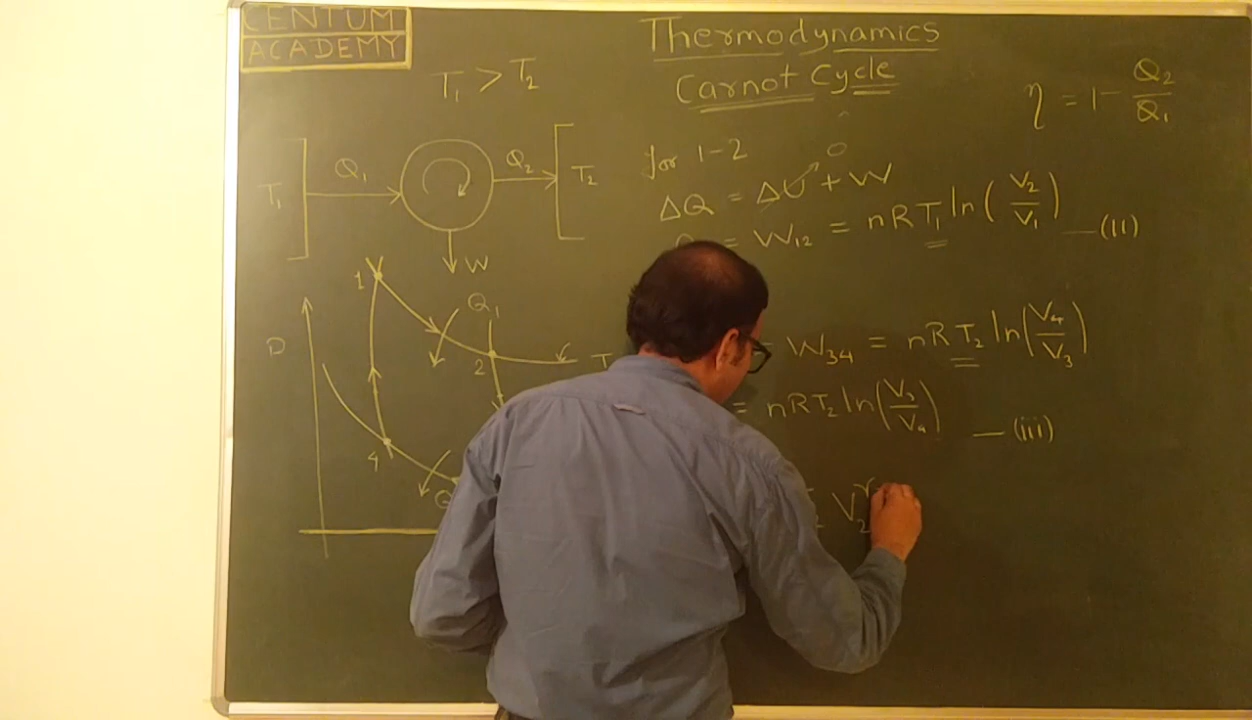 CENTUM
ACADEMY
Thermodynamics
Carnot Cycle
T₁ > T₂
η = 1 - Q₂/Q₁
T₁
Q₁
Q₂
T₂
W
for 1-2
ΔQ = ΔU + W
0
= W₁₂ = nRT₁ ln(V₂/V₁) —(ii)
1
Q₁
2
4
= W₃₄ = nRT₂ ln(V₄/V₃)
= nRT₂ ln(V₃/V₄) —(iii)
V₂^γ